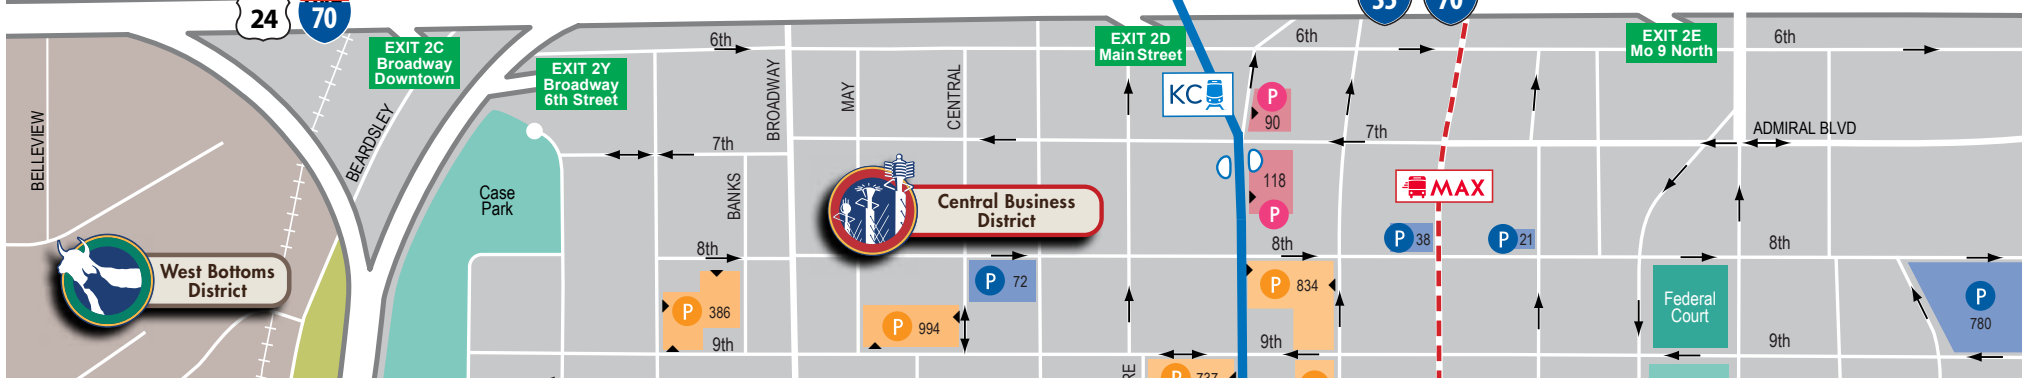 24
70
35
70
EXIT 2C
Broadway
Downtown
EXIT 2Y
Broadway
6th Street
6th
EXIT 2D
Main Street
6th
EXIT 2E
Mo 9 North
6th
BELLEVIEW
BEARDSLEY
BROADWAY
MAY
CENTRAL
KC
P
90
7th
7th
ADMIRAL BLVD
Case
Park
BANKS
Central Business
District
118
P
MAX
P 38
P 21
8th
8th
8th
West Bottoms
District
P 386
P 994
P 72
P 834
Federal
Court
P
780
9th
9th
9th
P 737